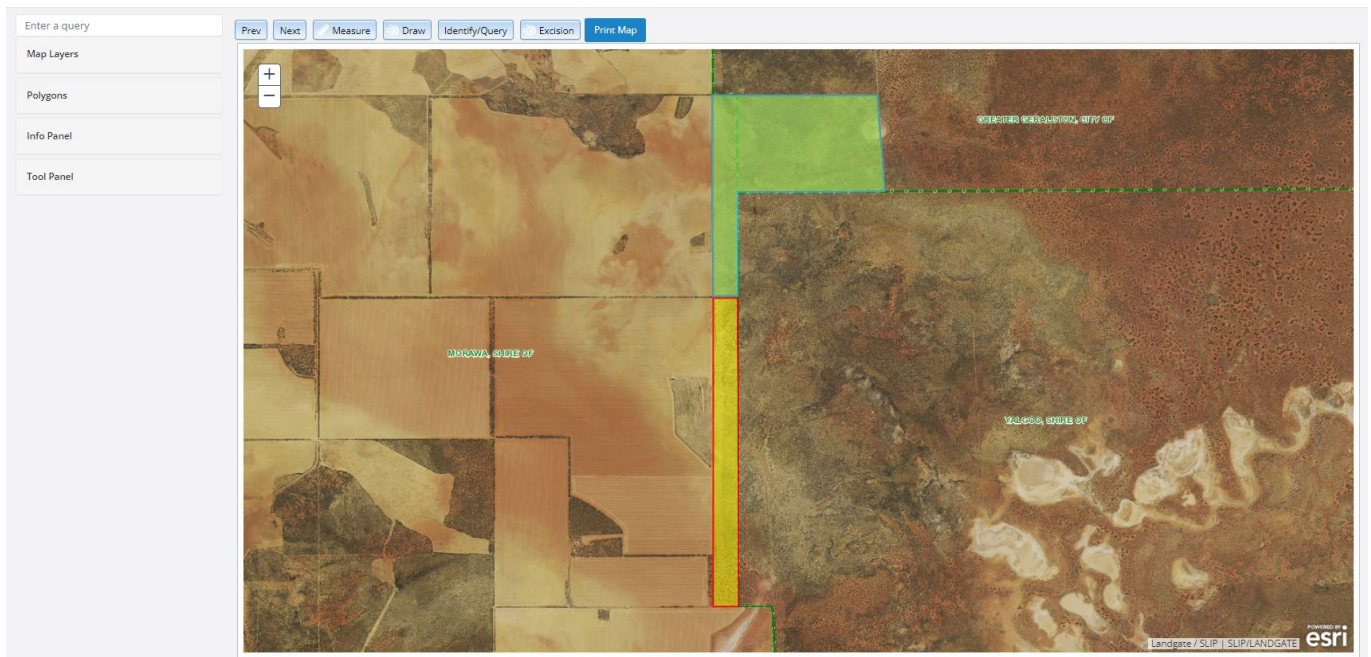 Enter a query
Map Layers
Polygons
Info Panel
Tool Panel
Prev Next Measure Draw Identify/Query Excision Print Map
+
−
GREATER GERALDTON, CITY OF
MORAWA, SHIRE OF
YALGOO, SHIRE OF
Landgate / SLIP | SLIP/LANDGATE
POWERED BY
esri